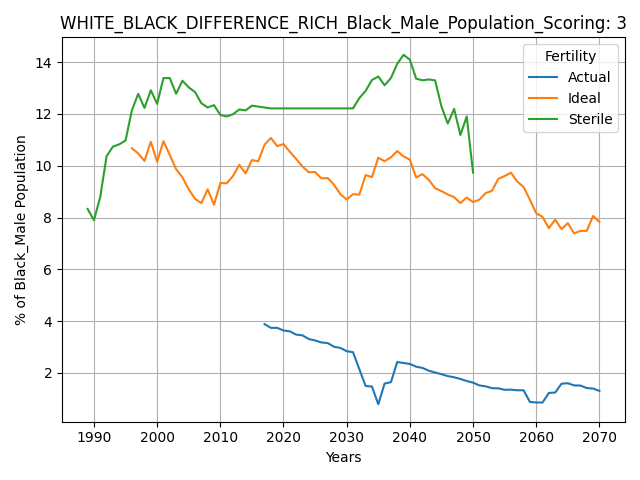 WHITE_BLACK_DIFFERENCE_RICH_Black_Male_Population_Scoring: 3
Fertility
Actual
Ideal
Sterile
% of Black_Male Population
14
12
10
8
6
4
2
1990 2000 2010 2020 2030 2040 2050 2060 2070
Years